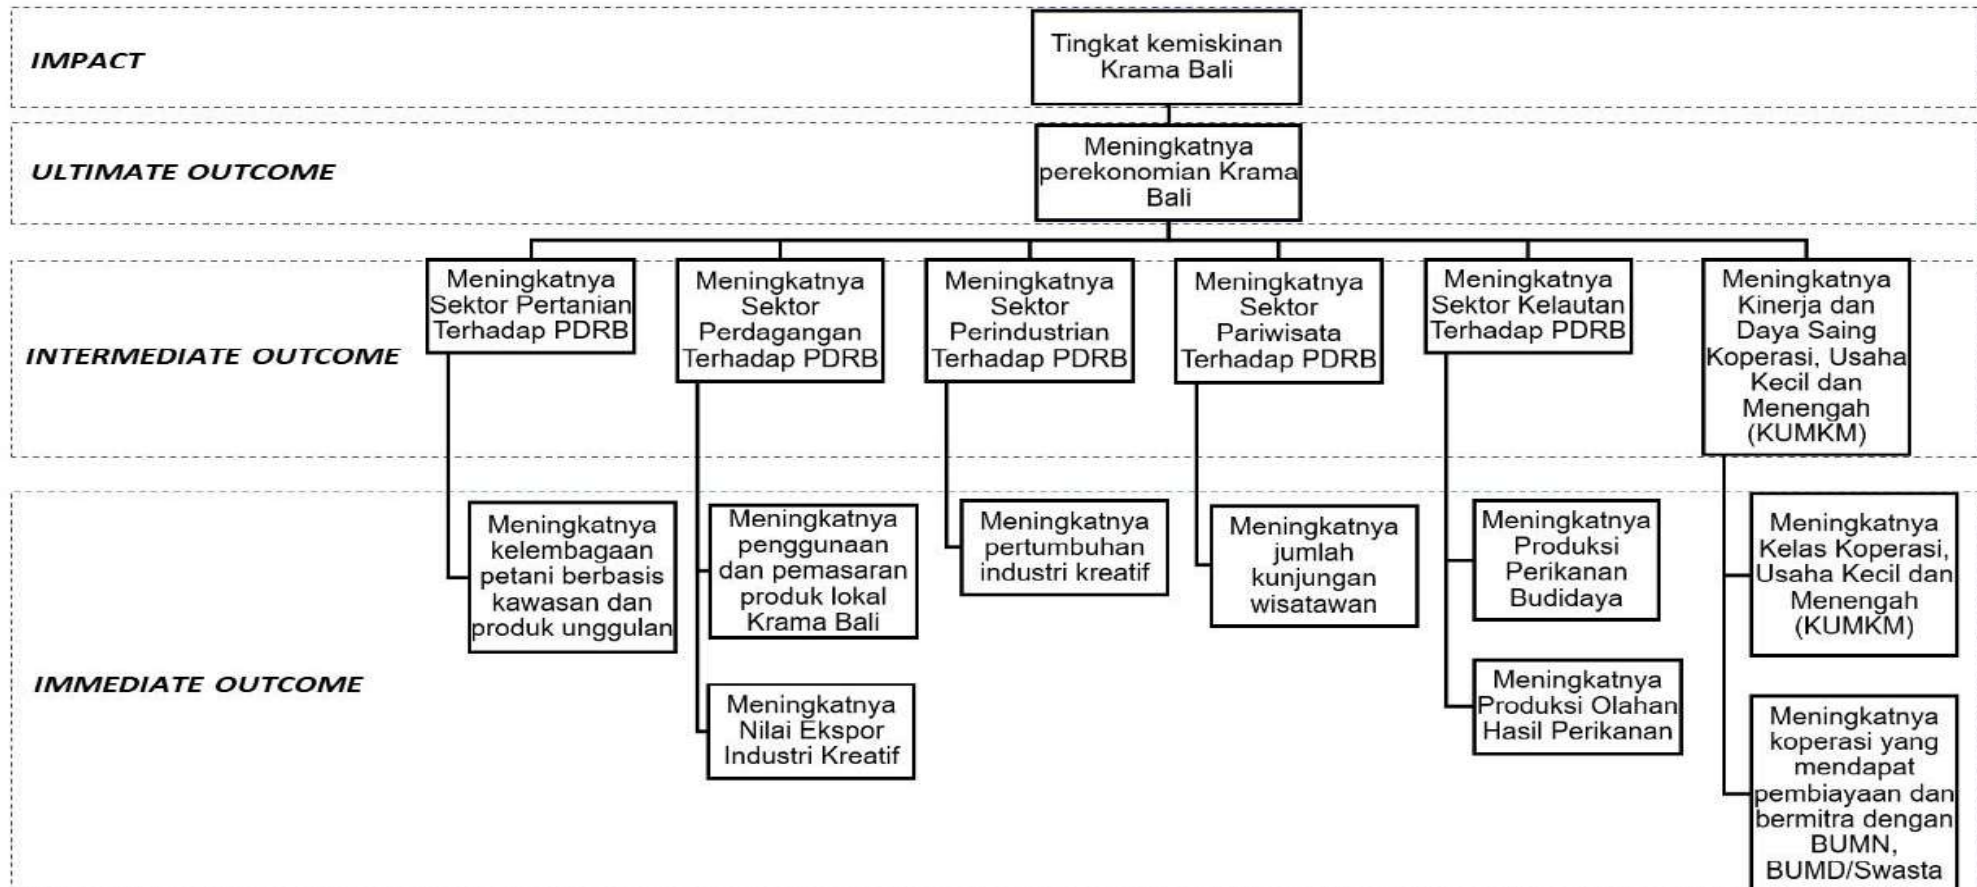 IMPACT
Tingkat kemiskinan
Krama Bali
ULTIMATE OUTCOME
Meningkatnya
perekonomian Krama
Bali
INTERMEDIATE OUTCOME
Meningkatnya
Sektor Pertanian
Terhadap PDRB
Meningkatnya
Sektor
Perdagangan
Terhadap PDRB
Meningkatnya
Sektor
Perindustrian
Terhadap PDRB
Meningkatnya
Sektor
Pariwisata
Terhadap PDRB
Meningkatnya
Sektor Kelautan
Terhadap PDRB
Meningkatnya
Kinerja dan
Daya Saing
Koperasi, Usaha
Kecil dan
Menengah
(KUMKM)
IMMEDIATE OUTCOME
Meningkatnya
kelembagaan
petani berbasis
kawasan dan
produk unggulan
Meningkatnya
penggunaan
dan pemasaran
produk lokal
Krama Bali
Meningkatnya
Nilai Ekspor
Industri Kreatif
Meningkatnya
pertumbuhan
industri kreatif
Meningkatnya
jumlah
kunjungan
wisatawan
Meningkatnya
Produksi
Perikanan
Budidaya
Meningkatnya
Produksi Olahan
Hasil Perikanan
Meningkatnya
Kelas Koperasi,
Usaha Kecil dan
Menengah
(KUMKM)
Meningkatnya
koperasi yang
mendapat
pembiayaan dan
bermitra dengan
BUMN,
BUMD/Swasta